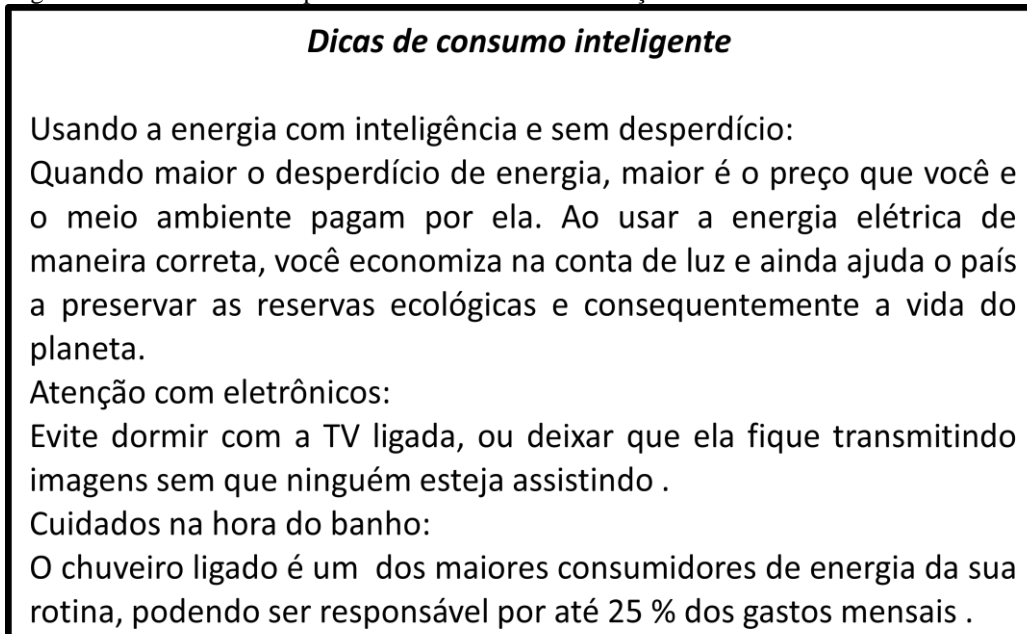 Dicas de consumo inteligente
Usando a energia com inteligência e sem desperdício:
Quando maior o desperdício de energia, maior é o preço que você e
o meio ambiente pagam por ela. Ao usar a energia elétrica de
maneira correta, você economiza na conta de luz e ainda ajuda o país
a preservar as reservas ecológicas e consequentemente a vida do
planeta.
Atenção com eletrônicos:
Evite dormir com a TV ligada, ou deixar que ela fique transmitindo
imagens sem que ninguém esteja assistindo .
Cuidados na hora do banho:
O chuveiro ligado é um  dos maiores consumidores de energia da sua
rotina, podendo ser responsável por até 25 % dos gastos mensais .